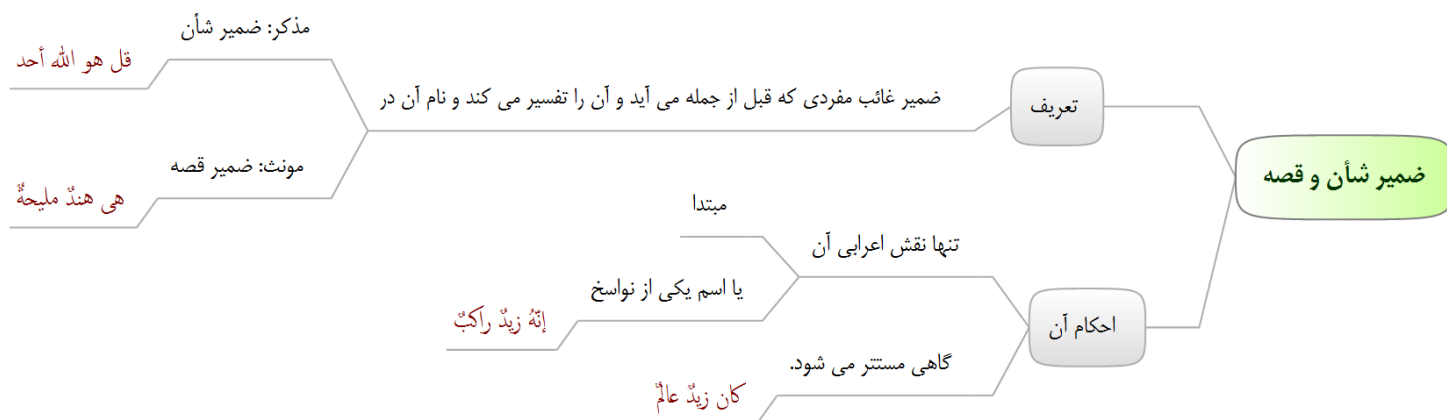 ضمیر شأن و قصه
تعریف
ضمیر غائب مفردی که قبل از جمله می آید و آن را تفسیر می کند و نام آن در
مذکر: ضمیر شأن
قل هو الله أحد
مونث: ضمیر قصه
هی هندٌ ملیحةٌ
احکام آن
تنها نقش اعرابی آن
مبتدا
یا اسم یکی از نواسخ
إنّهُ زیدٌ راکبٌ
گاهی مستتر می شود.
کان زیدٌ عالمٌ